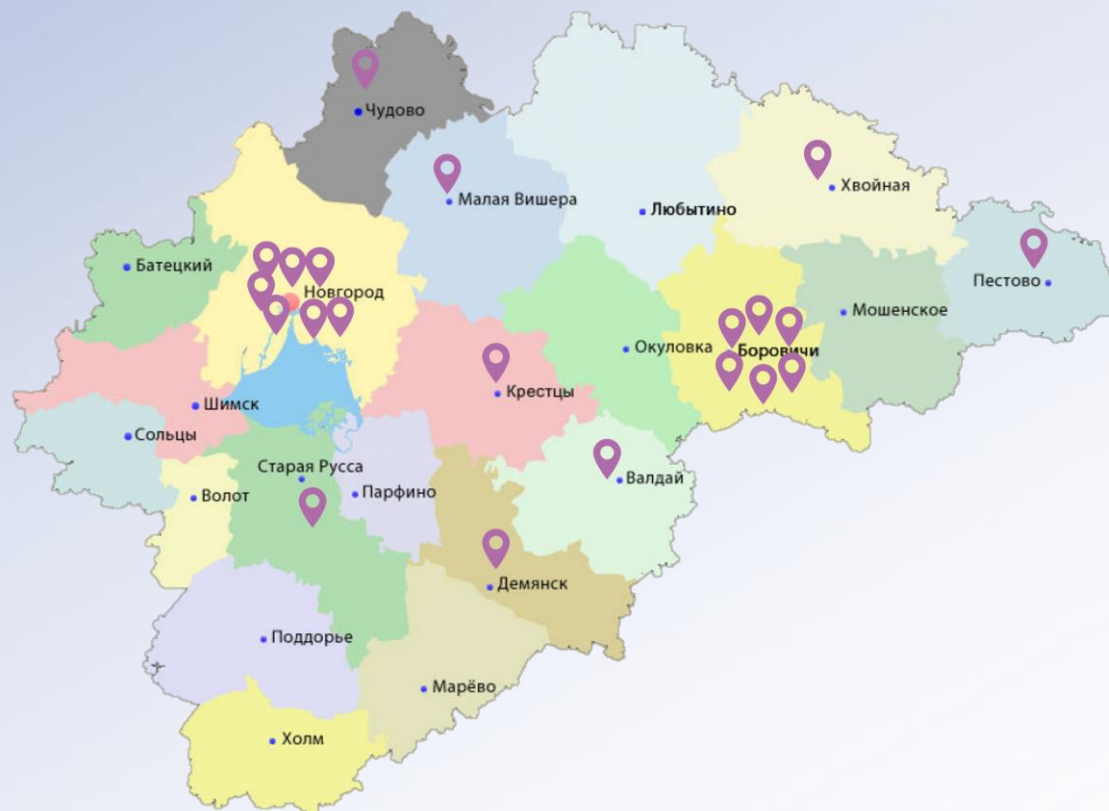 Чудово
Хвойная
Малая Вишера
Любытино
Батецкий
Пестово
Новгород
Мошенское
Окуловка
Боровичи
Крестцы
Шимск
Сольцы
Старая Русса
Валдай
Волот
Парфино
Демянск
Поддорье
Марёво
Холм